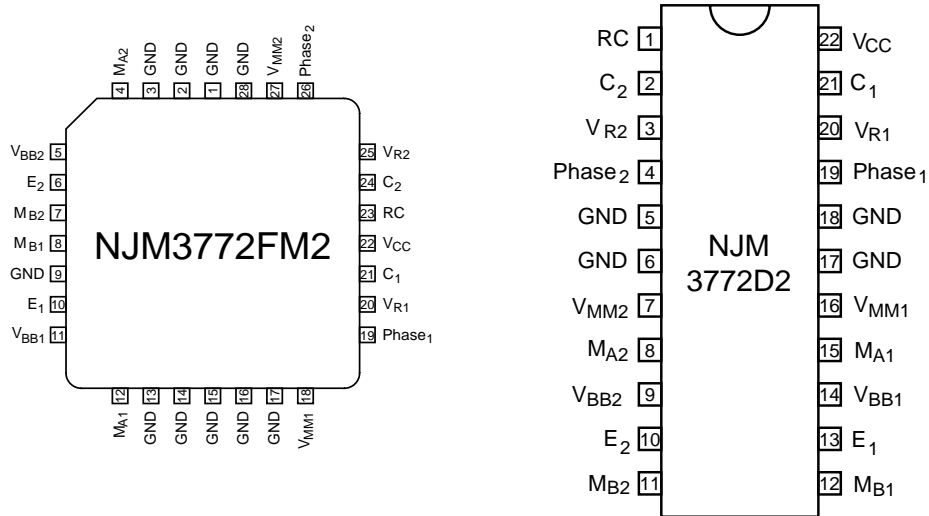 MA2
GND
GND
GND
GND
VMM2
Phase2
4
3
2
1
28
27
26
VBB2 5
E2 6
MB2 7
MB1 8
GND 9
E1 10
VBB1 11
NJM3772FM2
25 VR2
24 C2
23 RC
22 VCC
21 C1
20 VR1
19 Phase1
12
13
14
15
16
17
18
MA1
GND
GND
GND
GND
GND
VMM1
RC 1
C2 2
VR2 3
Phase2 4
GND 5
GND 6
VMM2 7
MA2 8
VBB2 9
E2 10
MB2 11
NJM
3772D2
22 VCC
21 C1
20 VR1
19 Phase1
18 GND
17 GND
16 VMM1
15 MA1
14 VBB1
13 E1
12 MB1